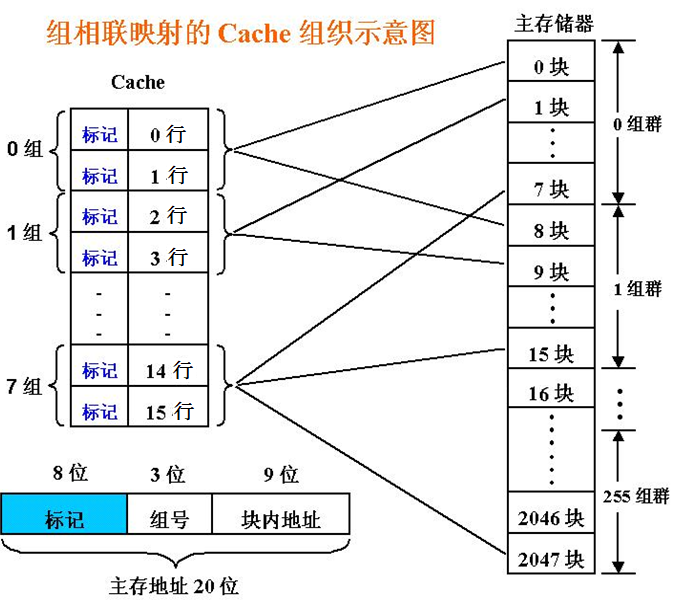 组相联映射的 Cache 组织示意图
主存储器
Cache
0 组
标记 0 行
标记 1 行
1 组
标记 2 行
标记 3 行
7 组
标记 14 行
标记 15 行
0 块
1 块
7 块
8 块
9 块
15 块
16 块
2046 块
2047 块
0 组群
1 组群
255 组群
8 位 3 位 9 位
标记 组号 块内地址
主存地址 20 位